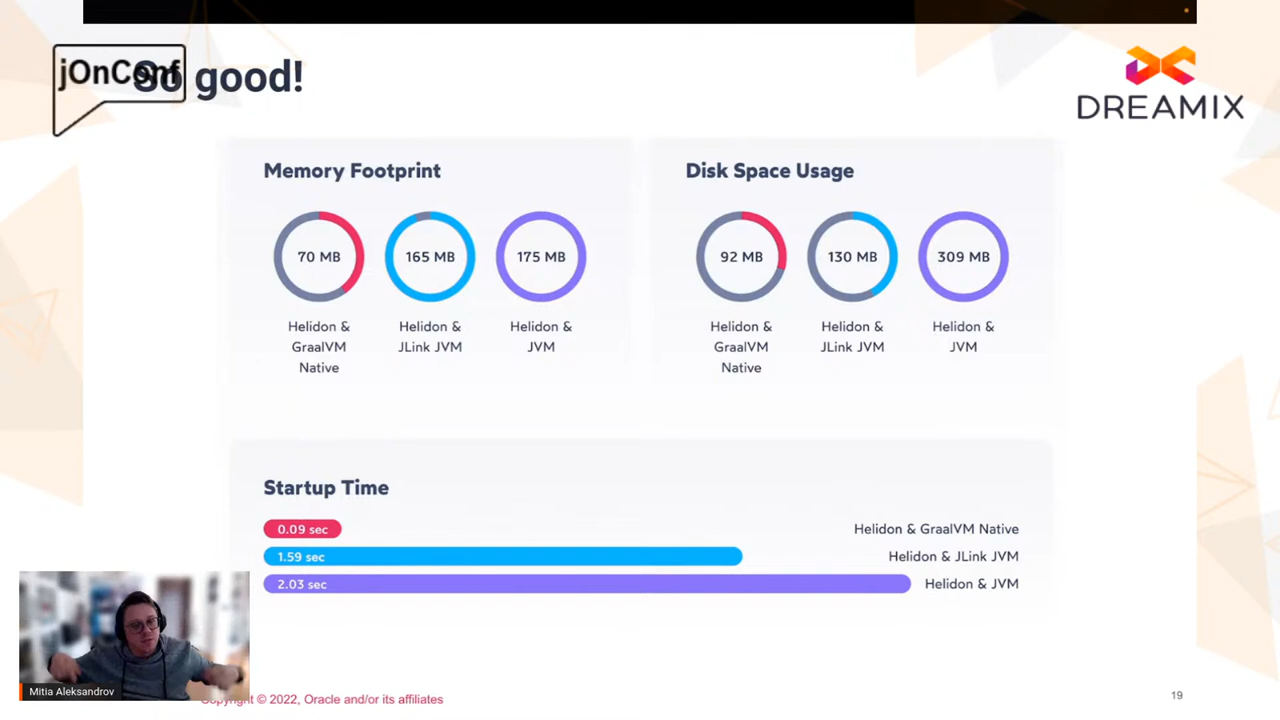 jOnConf
So good!
DREAMIX
Memory Footprint
70 MB
165 MB
175 MB
Helidon &
GraalVM
Native
Helidon &
JLink JVM
Helidon &
JVM
Disk Space Usage
92 MB
130 MB
309 MB
Helidon &
GraalVM
Native
Helidon &
JLink JVM
Helidon &
JVM
Startup Time
0.09 sec
Helidon & GraalVM Native
1.59 sec
Helidon & JLink JVM
2.03 sec
Helidon & JVM
Mitia Aleksandrov
Copyright © 2022, Oracle and/or its affiliates
19